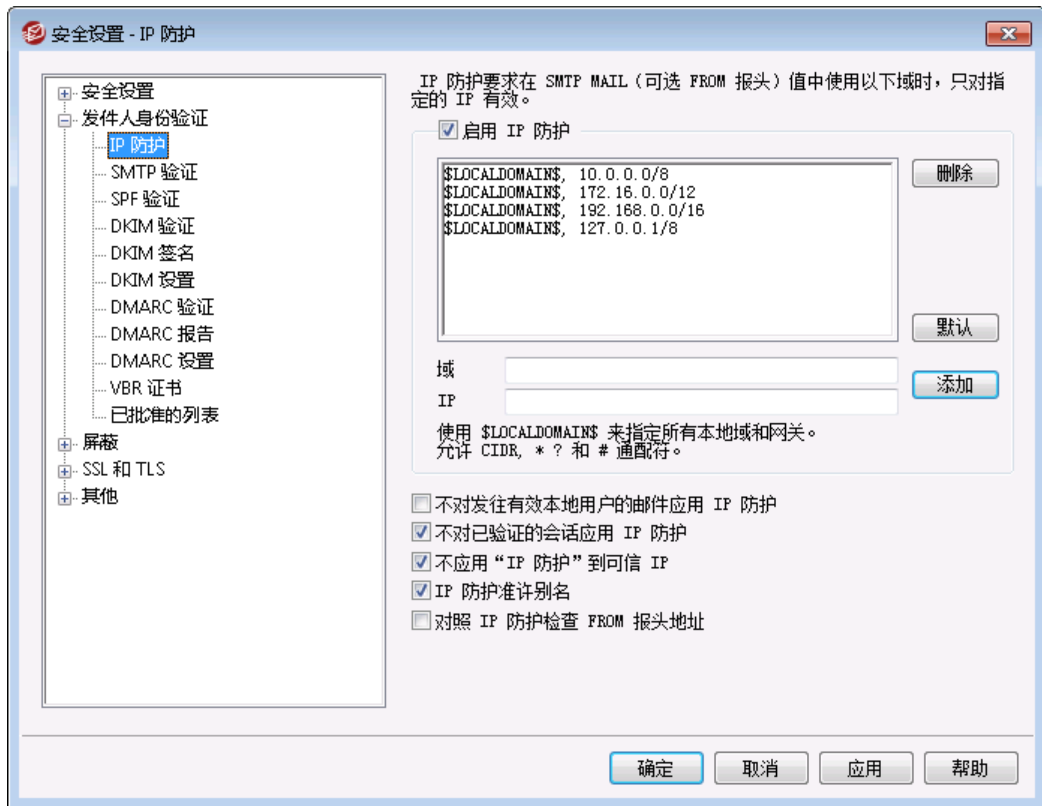 安全设置 - IP 防护
安全设置
发件人身份验证
IP 防护
SMTP 验证
SPF 验证
DKIM 验证
DKIM 签名
DKIM 设置
DMARC 验证
DMARC 报告
DMARC 设置
VBR 证书
已批准的列表
屏蔽
SSL 和 TLS
其他
IP 防护要求在 SMTP MAIL（可选 FROM 报头）值中使用以下域时，只对指
定的 IP 有效。
启用 IP 防护
$LOCALDOMAIN$, 10.0.0.0/8
$LOCALDOMAIN$, 172.16.0.0/12
$LOCALDOMAIN$, 192.168.0.0/16
$LOCALDOMAIN$, 127.0.0.1/8
删除
默认
域
添加
IP
使用 $LOCALDOMAIN$ 来指定所有本地域和网关。
允许 CIDR, * ? 和 # 通配符。
不对发往有效本地用户的邮件应用 IP 防护
不对已验证的会话应用 IP 防护
不应用“IP 防护”到可信 IP
IP 防护准许别名
对照 IP 防护检查 FROM 报头地址
确定
取消
应用
帮助